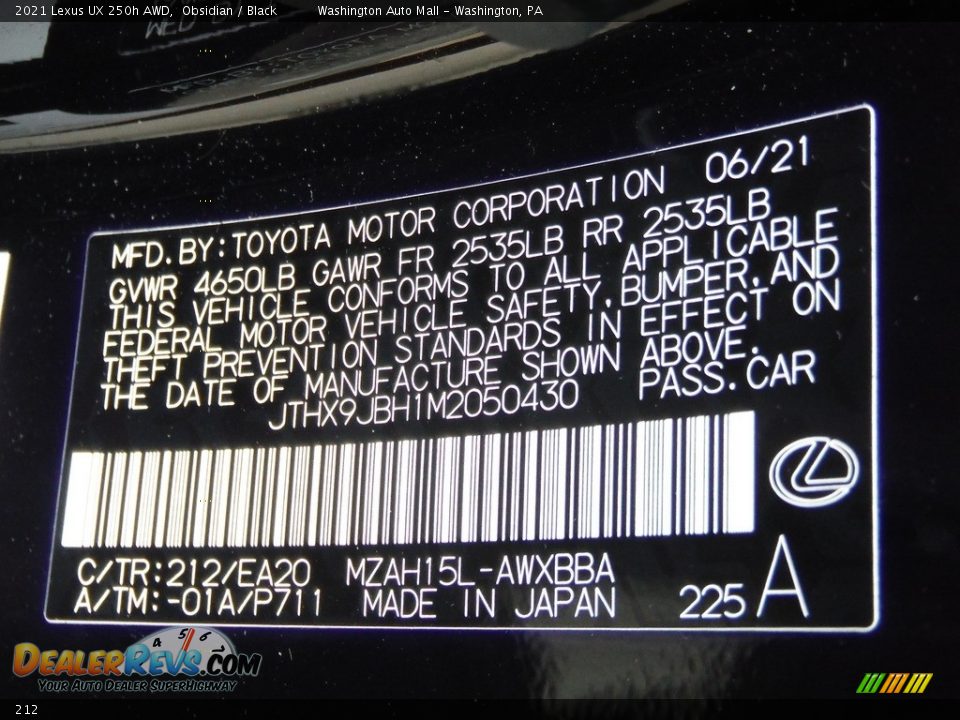 2021 Lexus UX 250h AWD, Obsidian / Black Washington Auto Mall - Washington, PA
MFD.BY:TOYOTA MOTOR CORPORATION 06/21
GVWR 4650LB GAWR FR 2535LB RR 2535LB
THIS VEHICLE CONFORMS TO ALL APPLICABLE
FEDERAL MOTOR VEHICLE SAFETY,BUMPER,AND
THEFT PREVENTION STANDARDS IN EFFECT ON
THE DATE OF MANUFACTURE SHOWN ABOVE.
JTHX9JBH1M2050430 PASS.CAR
C/TR:212/EA20 MZAH15L-AWXBBA
A/TM:-01A/P711 MADE IN JAPAN 225 A
4 5 6
DEALERREVS.COM
YOUR AUTO DEALER SUPERHIGHWAY
212